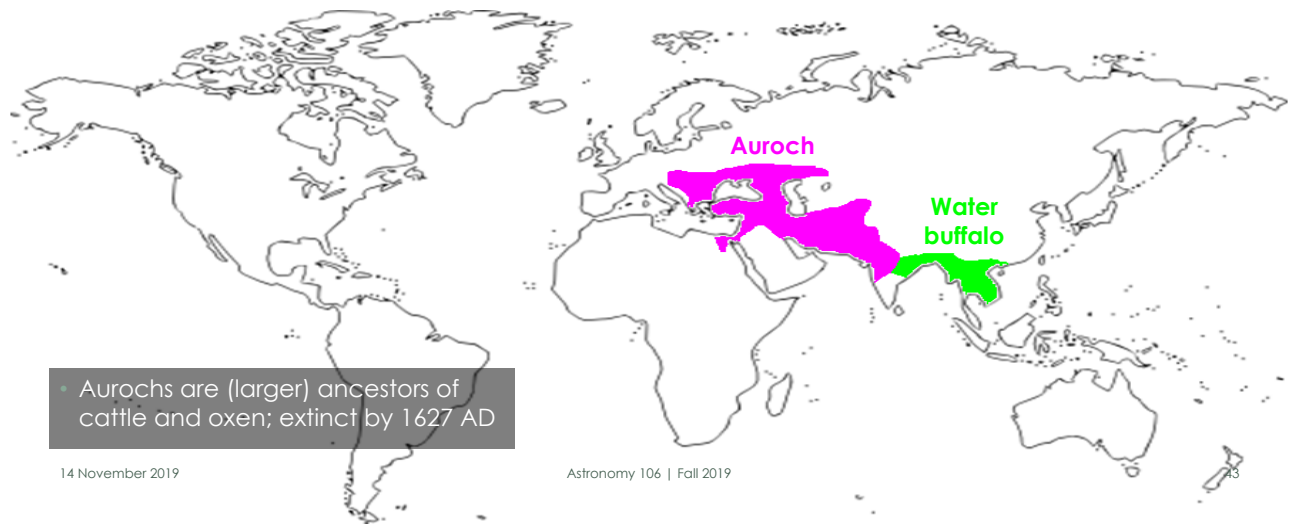 Auroch
Water
buffalo
• Aurochs are (larger) ancestors of
cattle and oxen; extinct by 1627 AD
14 November 2019
Astronomy 106 | Fall 2019
43